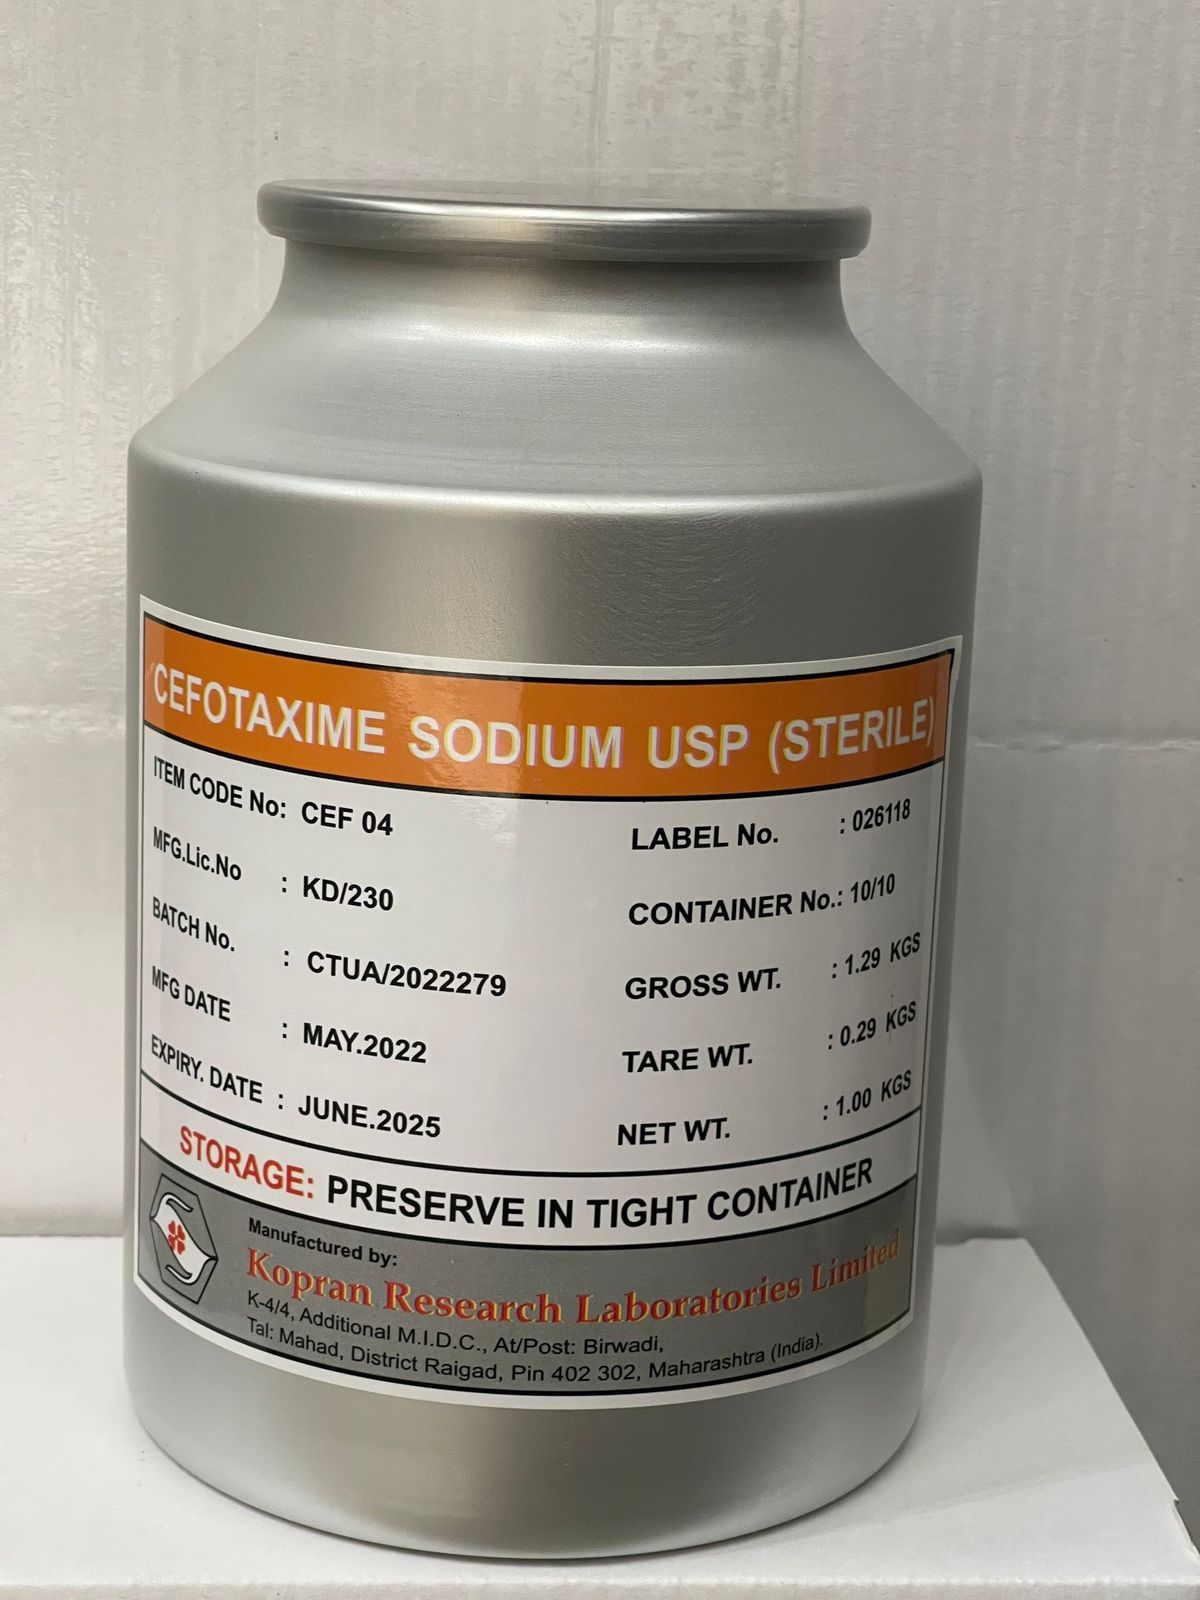 CEFOTAXIME SODIUM USP (STERILE)
ITEM CODE No: CEF 04
MFG.Lic.No : KD/230
BATCH No. : CTUA/2022279
MFG DATE : MAY.2022
EXPIRY. DATE : JUNE.2025
LABEL No. : 026118
CONTAINER No.: 10/10
GROSS WT. : 1.29 KGS
TARE WT. : 0.29 KGS
NET WT. : 1.00 KGS
STORAGE: PRESERVE IN TIGHT CONTAINER
Manufactured by:
Kopran Research Laboratories Limited
K-4/4, Additional M.I.D.C., At/Post: Birwadi,
Tal: Mahad, District Raigad, Pin 402 302, Maharashtra (India).